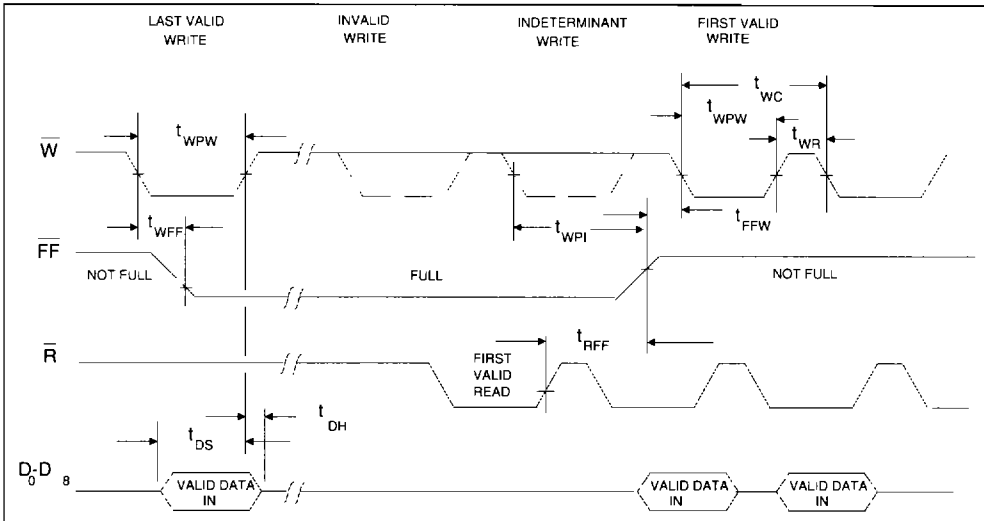 LAST VALID
WRITE
INVALID
WRITE
INDETERMINANT
WRITE
FIRST VALID
WRITE
t WC
t WPW
t WPW
t WR
W
t WFF
t WPI
t FFW
FF
NOT FULL
FULL
NOT FULL
t RFF
R
FIRST
VALID
READ
t DH
t DS
D0-D 8
VALID DATA
IN
VALID DATA
IN
VALID DATA
IN